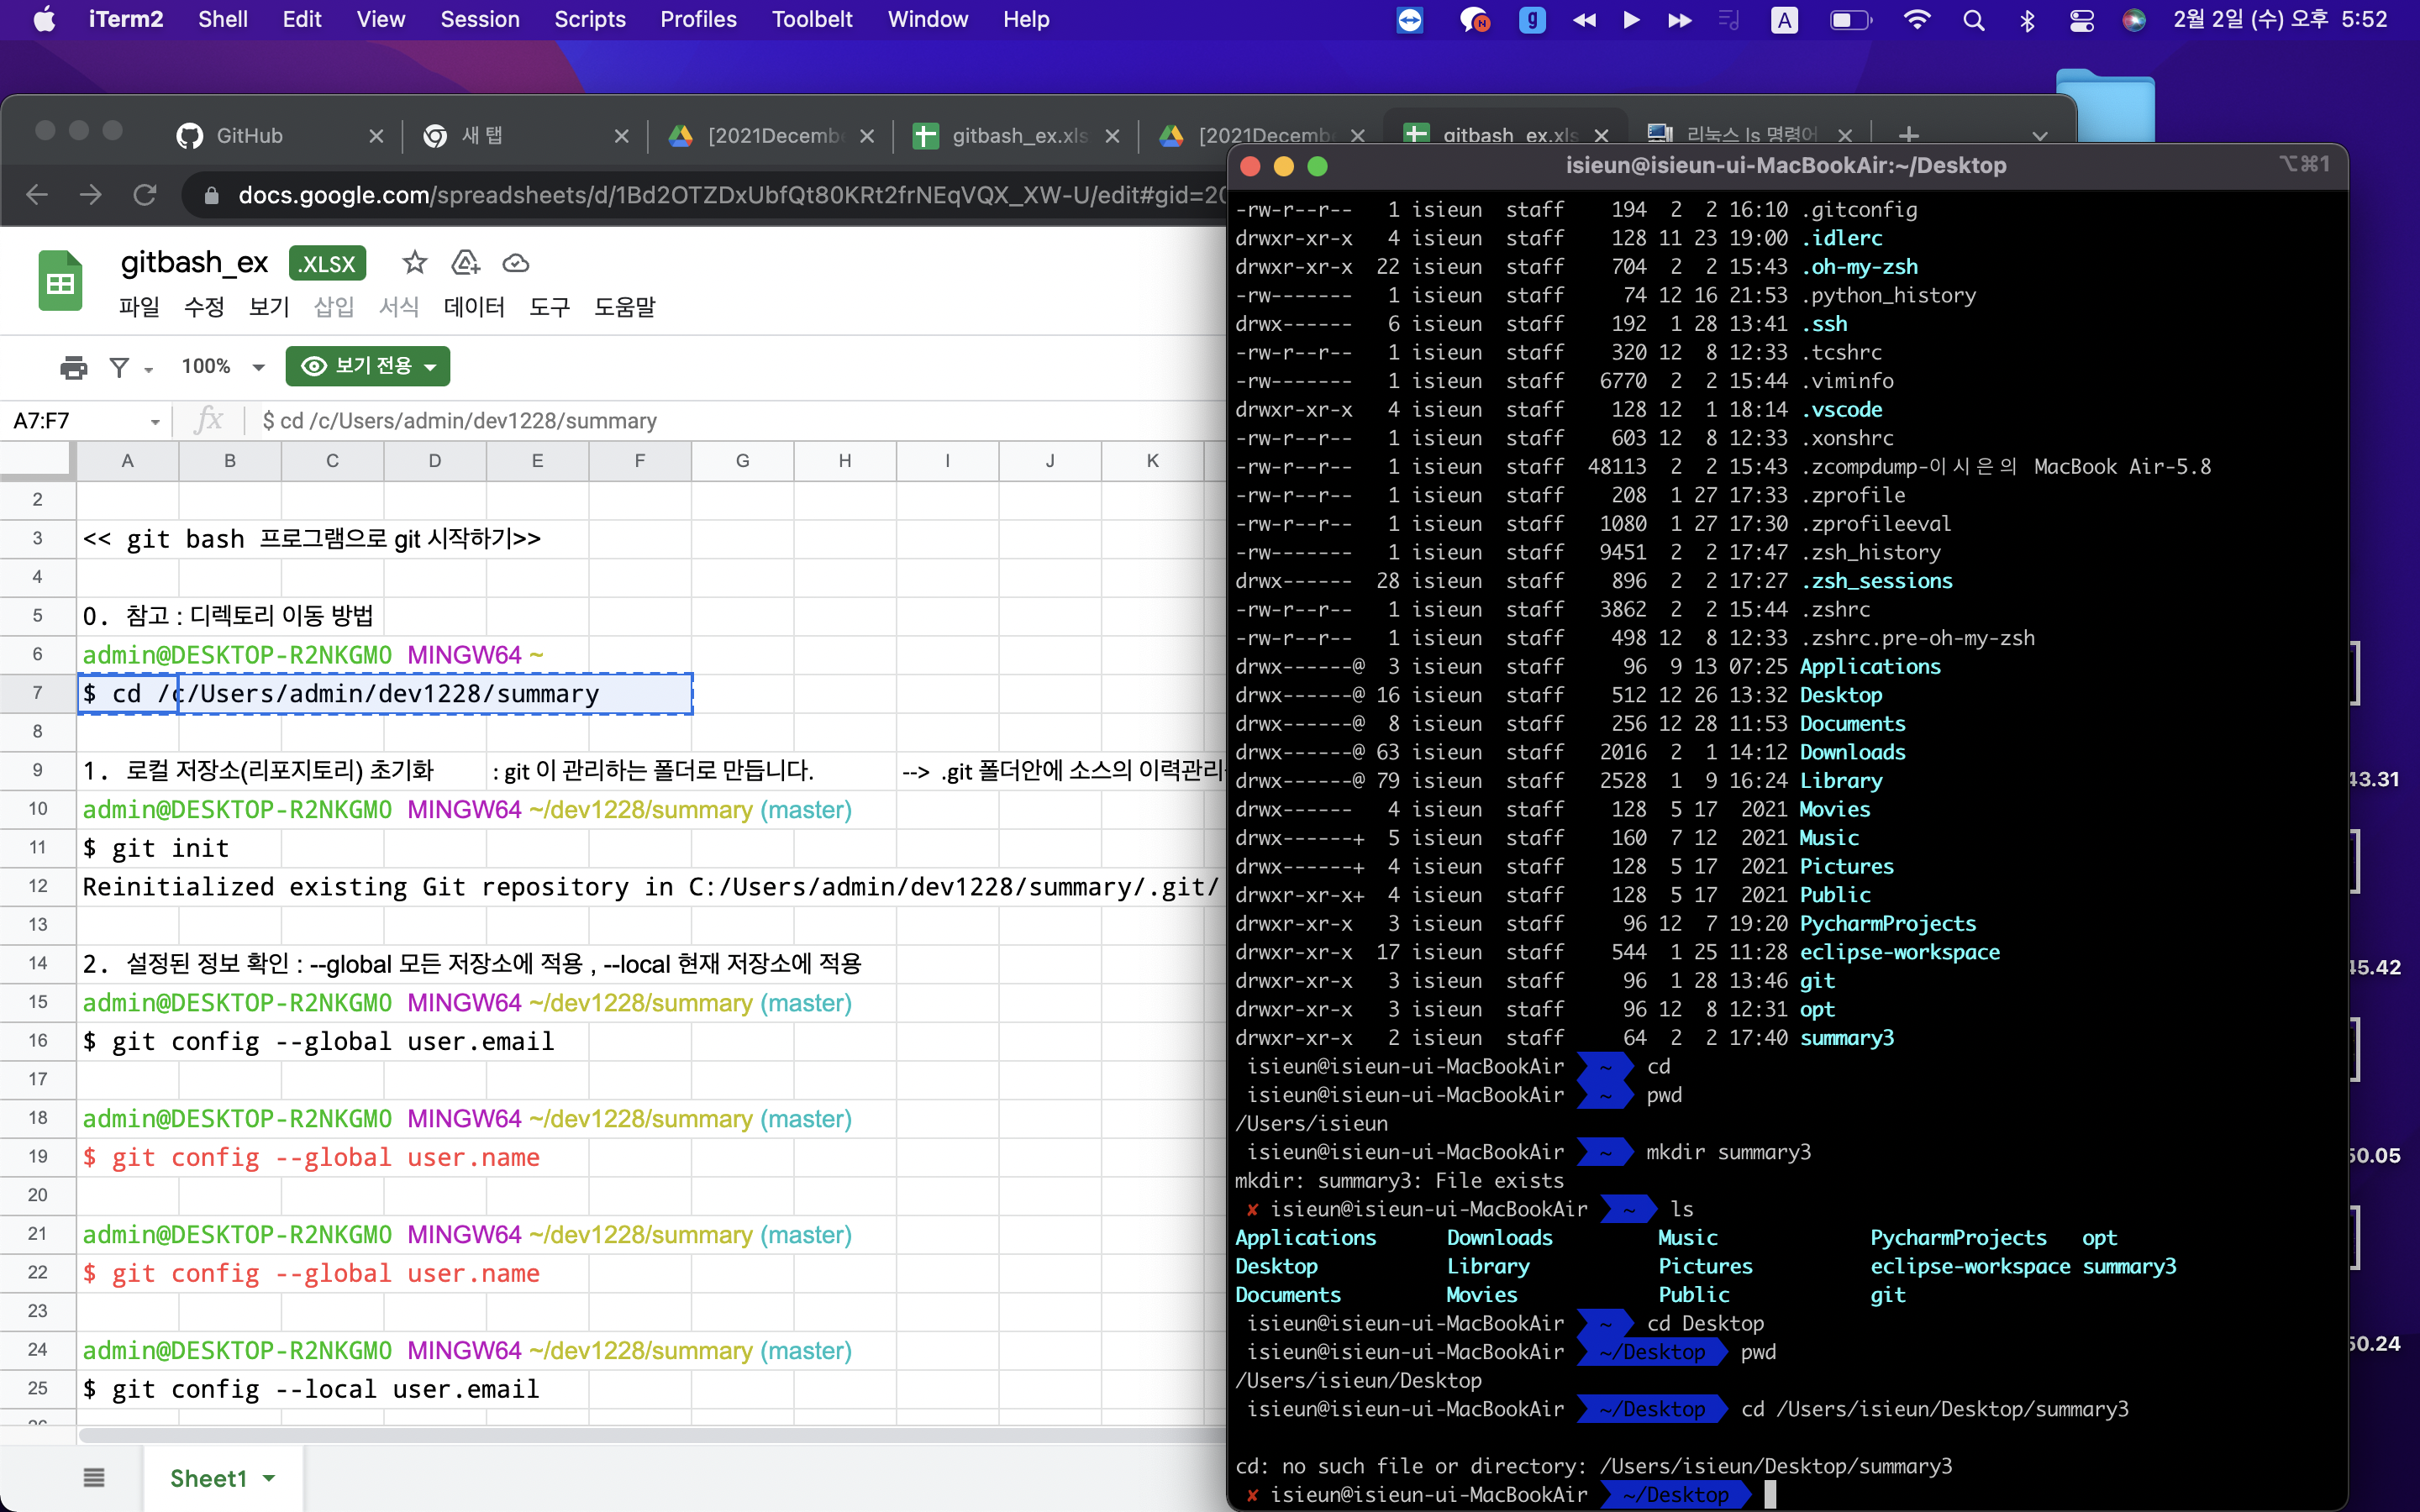 iTerm2 Shell Edit View Session Scripts Profiles Toolbelt Window Help A 2월 2일 (수) 오후 5:52
GitHub 새 탭 [2021Decembe gitbash_ex.xls [2021Decembe gitbash_ex.xls 리눅스 ls 명령어
docs.google.com/spreadsheets/d/1Bd2OTZDxUbfQt80KRt2frNEqVQX_XW-U/edit#gid=20
gitbash_ex .XLSX
파일 수정 보기 삽입 서식 데이터 도구 도움말
100% 보기 전용
A7:F7 fx $ cd /c/Users/admin/dev1228/summary
A B C D E F G H I J K
2
3 << git bash 프로그램으로 git 시작하기>>
4
5 0. 참고 : 디렉토리 이동 방법
6 admin@DESKTOP-R2NKGM0 MINGW64 ~
7 $ cd /c/Users/admin/dev1228/summary
8
9 1. 로컬 저장소(리포지토리) 초기화 : git 이 관리하는 폴더로 만듭니다. --> .git 폴더안에 소스의 이력관리
10 admin@DESKTOP-R2NKGM0 MINGW64 ~/dev1228/summary (master)
11 $ git init
12 Reinitialized existing Git repository in C:/Users/admin/dev1228/summary/.git/
13
14 2. 설정된 정보 확인 : --global 모든 저장소에 적용 , --local 현재 저장소에 적용
15 admin@DESKTOP-R2NKGM0 MINGW64 ~/dev1228/summary (master)
16 $ git config --global user.email
17
18 admin@DESKTOP-R2NKGM0 MINGW64 ~/dev1228/summary (master)
19 $ git config --global user.name
20
21 admin@DESKTOP-R2NKGM0 MINGW64 ~/dev1228/summary (master)
22 $ git config --global user.name
23
24 admin@DESKTOP-R2NKGM0 MINGW64 ~/dev1228/summary (master)
25 $ git config --local user.email
Sheet1
isieun@isieun-ui-MacBookAir:~/Desktop ⌥⌘1
-rw-r--r-- 1 isieun staff 194 2 2 16:10 .gitconfig
drwxr-xr-x 4 isieun staff 128 11 23 19:00 .idlerc
drwxr-xr-x 22 isieun staff 704 2 2 15:43 .oh-my-zsh
-rw------- 1 isieun staff 74 12 16 21:53 .python_history
drwx------ 6 isieun staff 192 1 28 13:41 .ssh
-rw-r--r-- 1 isieun staff 320 12 8 12:33 .tcshrc
-rw------- 1 isieun staff 6770 2 2 15:44 .viminfo
drwxr-xr-x 4 isieun staff 128 12 1 18:14 .vscode
-rw-r--r-- 1 isieun staff 603 12 8 12:33 .xonshrc
-rw-r--r-- 1 isieun staff 48113 2 2 15:43 .zcompdump-이시은의 MacBook Air-5.8
-rw-r--r-- 1 isieun staff 208 1 27 17:33 .zprofile
-rw-r--r-- 1 isieun staff 1080 1 27 17:30 .zprofileeval
-rw------- 1 isieun staff 9451 2 2 17:47 .zsh_history
drwx------ 28 isieun staff 896 2 2 17:27 .zsh_sessions
-rw-r--r-- 1 isieun staff 3862 2 2 15:44 .zshrc
-rw-r--r-- 1 isieun staff 498 12 8 12:33 .zshrc.pre-oh-my-zsh
drwx------@ 3 isieun staff 96 9 13 07:25 Applications
drwx------@ 16 isieun staff 512 12 26 13:32 Desktop
drwx------@ 8 isieun staff 256 12 28 11:53 Documents
drwx------@ 63 isieun staff 2016 2 1 14:12 Downloads
drwx------@ 79 isieun staff 2528 1 9 16:24 Library
drwx------ 4 isieun staff 128 5 17 2021 Movies
drwx------+ 5 isieun staff 160 7 12 2021 Music
drwx------+ 4 isieun staff 128 5 17 2021 Pictures
drwxr-xr-x+ 4 isieun staff 128 5 17 2021 Public
drwxr-xr-x 3 isieun staff 96 12 7 19:20 PycharmProjects
drwxr-xr-x 17 isieun staff 544 1 25 11:28 eclipse-workspace
drwxr-xr-x 3 isieun staff 96 1 28 13:46 git
drwxr-xr-x 3 isieun staff 96 12 8 12:31 opt
drwxr-xr-x 2 isieun staff 64 2 2 17:40 summary3
isieun@isieun-ui-MacBookAir ~ cd
isieun@isieun-ui-MacBookAir ~ pwd
/Users/isieun
isieun@isieun-ui-MacBookAir ~ mkdir summary3
mkdir: summary3: File exists
✘ isieun@isieun-ui-MacBookAir ~ ls
Applications Downloads Music PycharmProjects opt
Desktop Library Pictures eclipse-workspace summary3
Documents Movies Public git
isieun@isieun-ui-MacBookAir ~ cd Desktop
isieun@isieun-ui-MacBookAir ~/Desktop pwd
/Users/isieun/Desktop
isieun@isieun-ui-MacBookAir ~/Desktop cd /Users/isieun/Desktop/summary3
cd: no such file or directory: /Users/isieun/Desktop/summary3
✘ isieun@isieun-ui-MacBookAir ~/Desktop
43.31
45.42
50.05
50.24